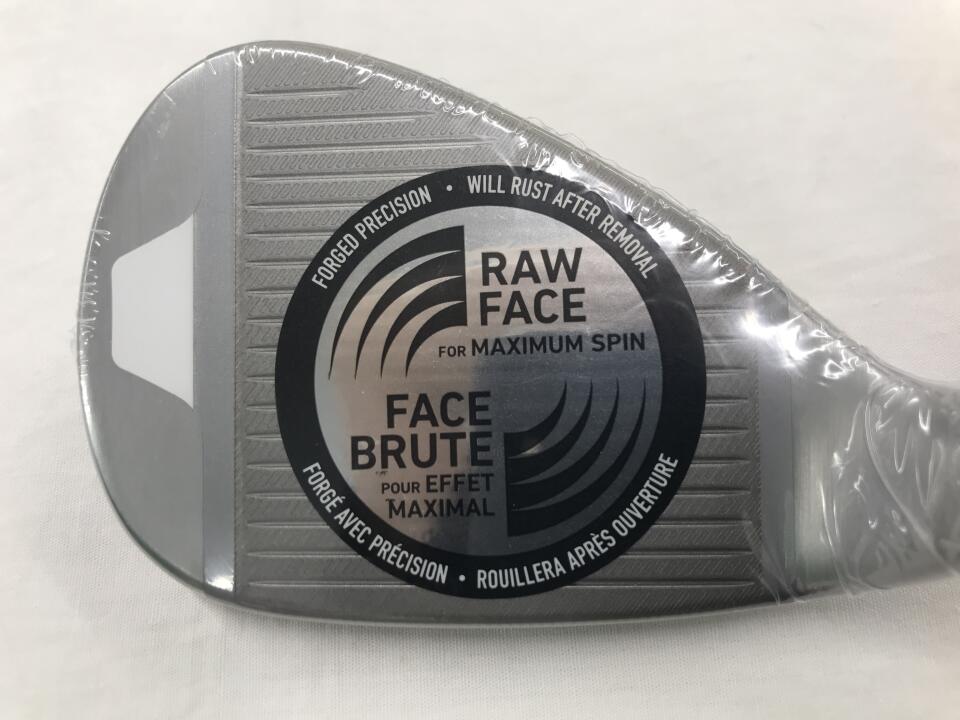 FORGED PRECISION • WILL RUST AFTER REMOVAL
RAW
FACE
FOR MAXIMUM SPIN
FACE
BRUTE
POUR EFFET
MAXIMAL
FORGÉ AVEC PRÉCISION • ROUILLERA APRÈS OUVERTURE